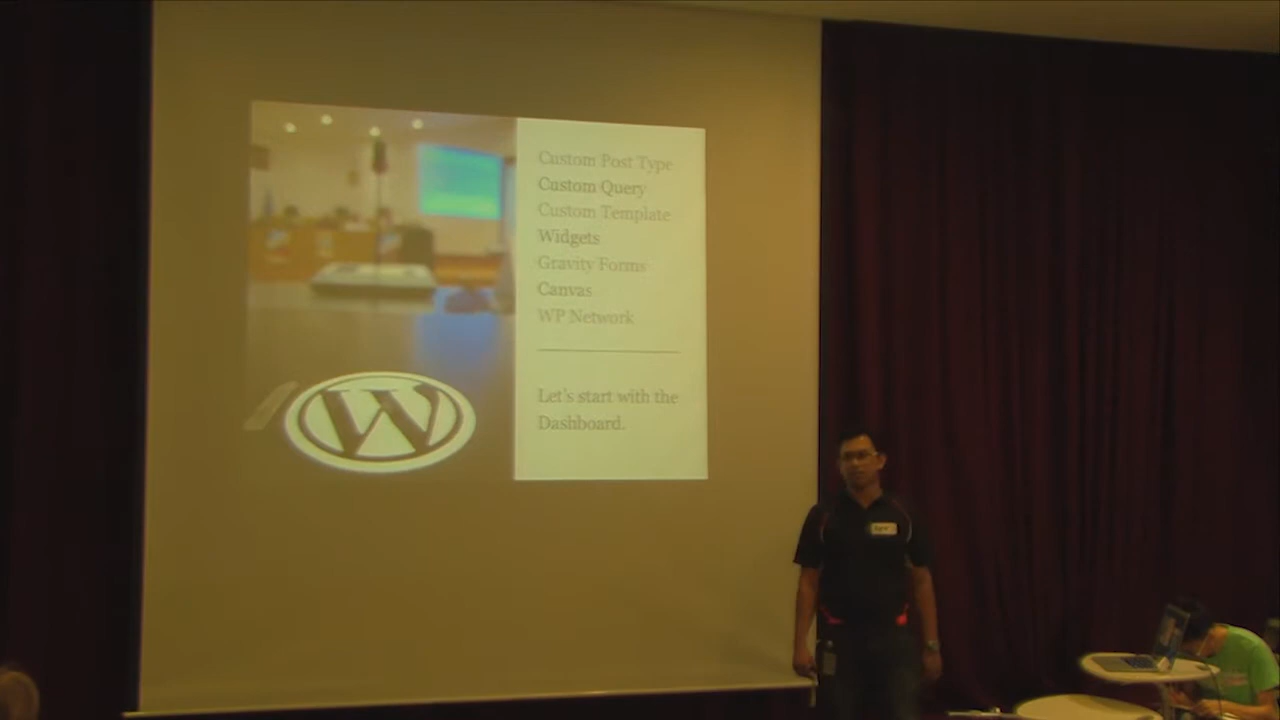 Custom Post Type
Custom Query
Custom Template
Widgets
Gravity Forms
Canvas
WP Network
Let's start with the
Dashboard.
W